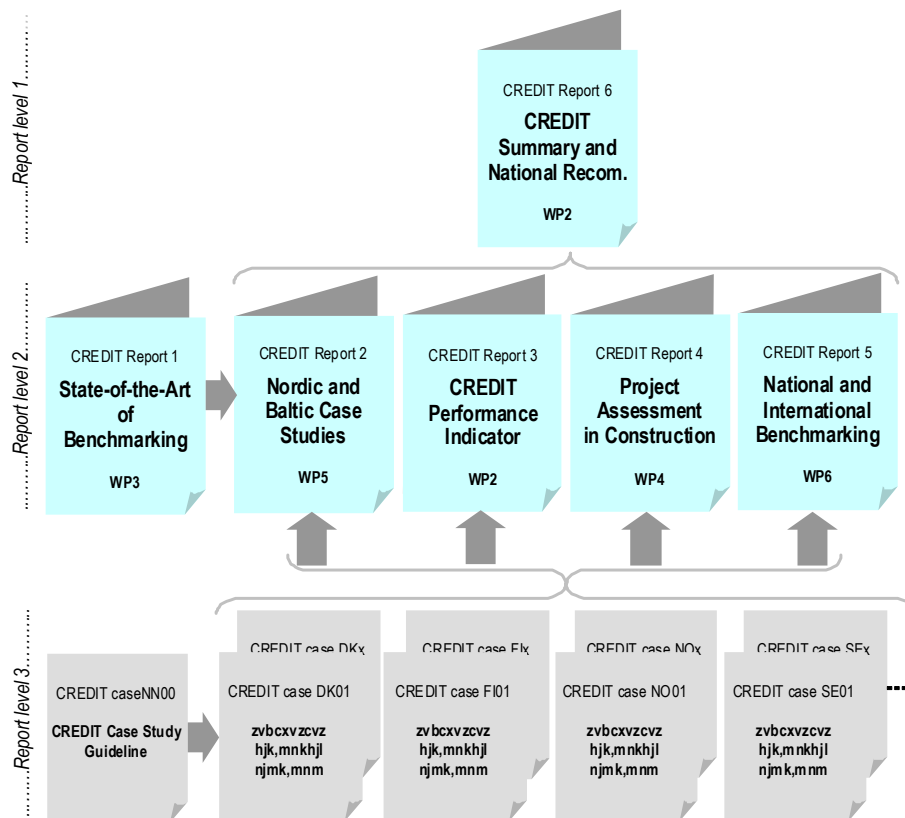 Report level 1
CREDIT Report 6
CREDIT
Summary and
National Recom.
WP2
Report level 2
CREDIT Report 1
State-of-the-Art
of
Benchmarking
WP3
CREDIT Report 2
Nordic and
Baltic Case
Studies
WP5
CREDIT Report 3
CREDIT
Performance
Indicator
WP2
CREDIT Report 4
Project
Assessment
in Construction
WP4
CREDIT Report 5
National and
International
Benchmarking
WP6
Report level 3
CREDIT caseNN00
CREDIT Case Study
Guideline
CREDIT case DKx
CREDIT case DK01
zvbcxvzcvz
hjk,mnkhjl
njmk,mnm
CREDIT case FIx
CREDIT case FI01
zvbcxvzcvz
hjk,mnkhjl
njmk,mnm
CREDIT case NOx
CREDIT case NO01
zvbcxvzcvz
hjk,mnkhjl
njmk,mnm
CREDIT case SEx
CREDIT case SE01
zvbcxvzcvz
hjk,mnkhjl
njmk,mnm